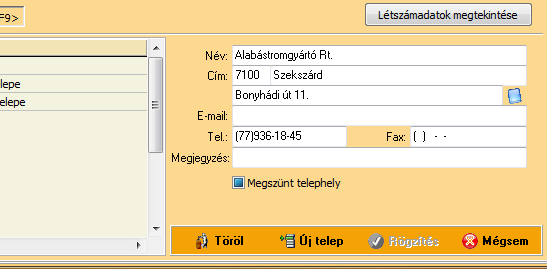 F9>
Létszámadatok megtekintése
Név: Alabástromgyártó Rt.
Cím: 7100 Szekszárd
elepe
Bonyhádi út 11.
elepe
E-mail:
Tel.: (77)936-18-45 Fax: ( ) - -
Megjegyzés:
Megszünt telephely
Töröl Új telep Rögzítés Mégsem